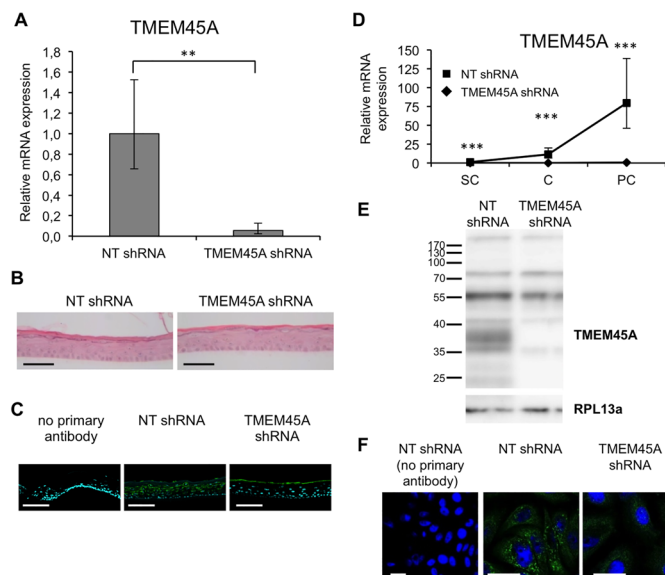 A
TMEM45A
**
Relative mRNA expression
1,8
1,6
1,4
1,2
1,0
0,8
0,6
0,4
0,2
0,0
NT shRNA
TMEM45A shRNA
B
NT shRNA
TMEM45A shRNA
C
no primary
antibody
NT shRNA
TMEM45A
shRNA
D
TMEM45A
Relative mRNA
expression
150
125
100
75
50
25
0
NT shRNA
TMEM45A shRNA
***
***
***
SC
C
PC
E
NT
shRNA
TMEM45A
shRNA
170
130
100
70
55
40
35
25
TMEM45A
RPL13a
F
NT shRNA
(no primary
antibody)
NT shRNA
TMEM45A
shRNA